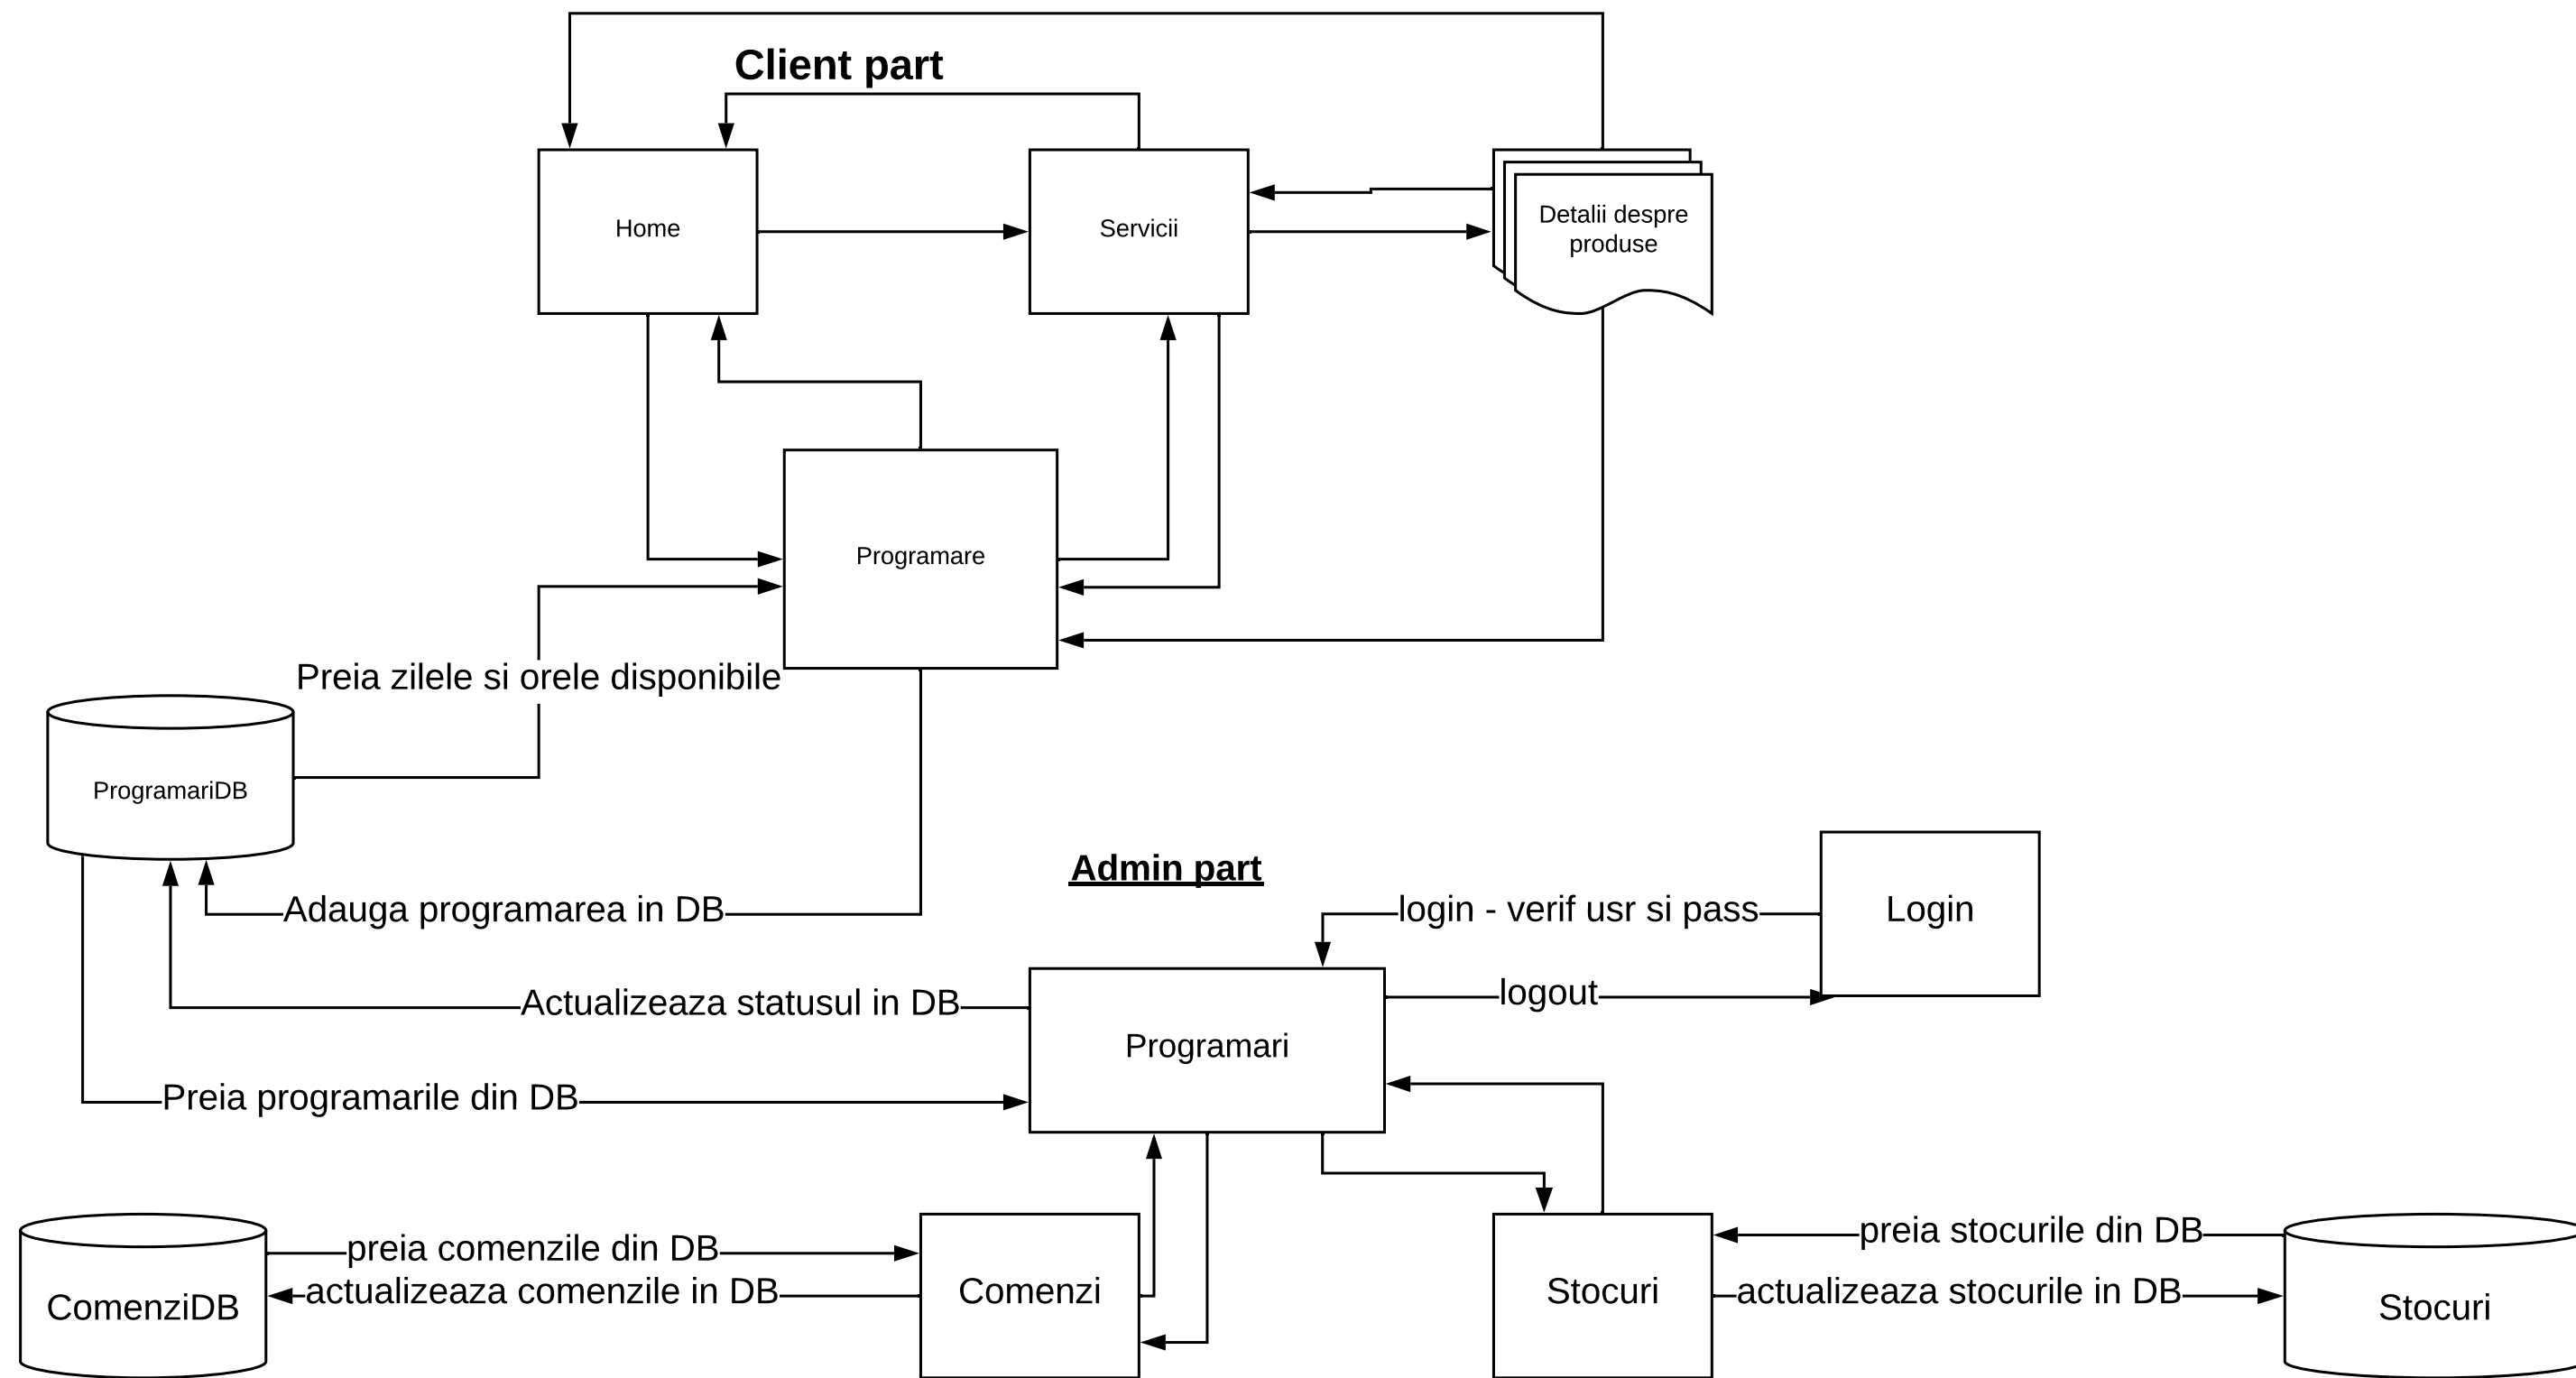 Client part
Home
Servicii
Detalii despre
produse
Programare
Preia zilele si orele disponibile
ProgramariDB
Admin part
Adauga programarea in DB
login - verif usr si pass
Login
Actualizeaza statusul in DB
logout
Programari
Preia programarile din DB
preia comenzile din DB
preia stocurile din DB
actualizeaza comenzile in DB
Comenzi
Stocuri
actualizeaza stocurile in DB
ComenziDB
Stocuri